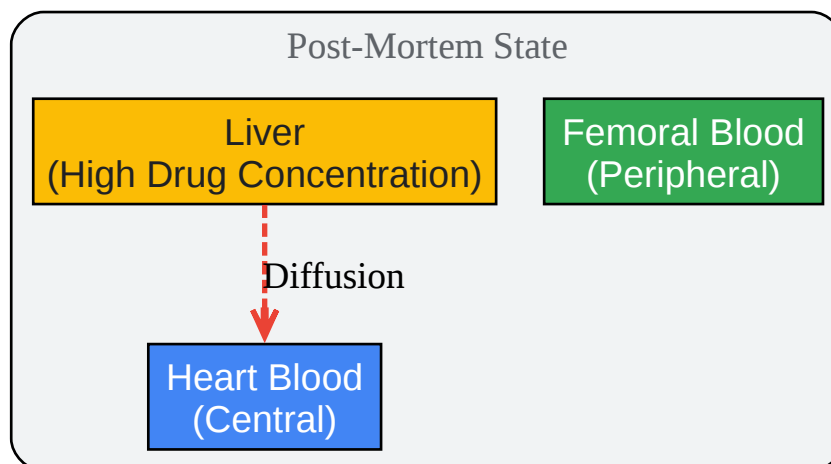 Post-Mortem State
Liver
(High Drug Concentration)
Femoral Blood
(Peripheral)
Diffusion
Heart Blood
(Central)